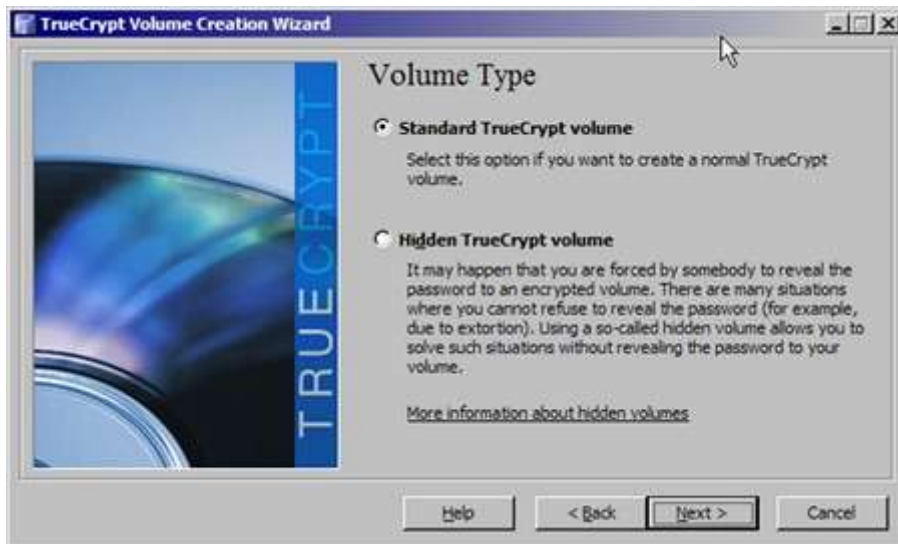 TrueCrypt Volume Creation Wizard
TRUECRYPT
Volume Type
Standard TrueCrypt volume
Select this option if you want to create a normal TrueCrypt
volume.
Hidden TrueCrypt volume
It may happen that you are forced by somebody to reveal the
password to an encrypted volume. There are many situations
where you cannot refuse to reveal the password (for example,
due to extortion). Using a so-called hidden volume allows you to
solve such situations without revealing the password to your
volume.
More information about hidden volumes
Help
< Back
Next >
Cancel